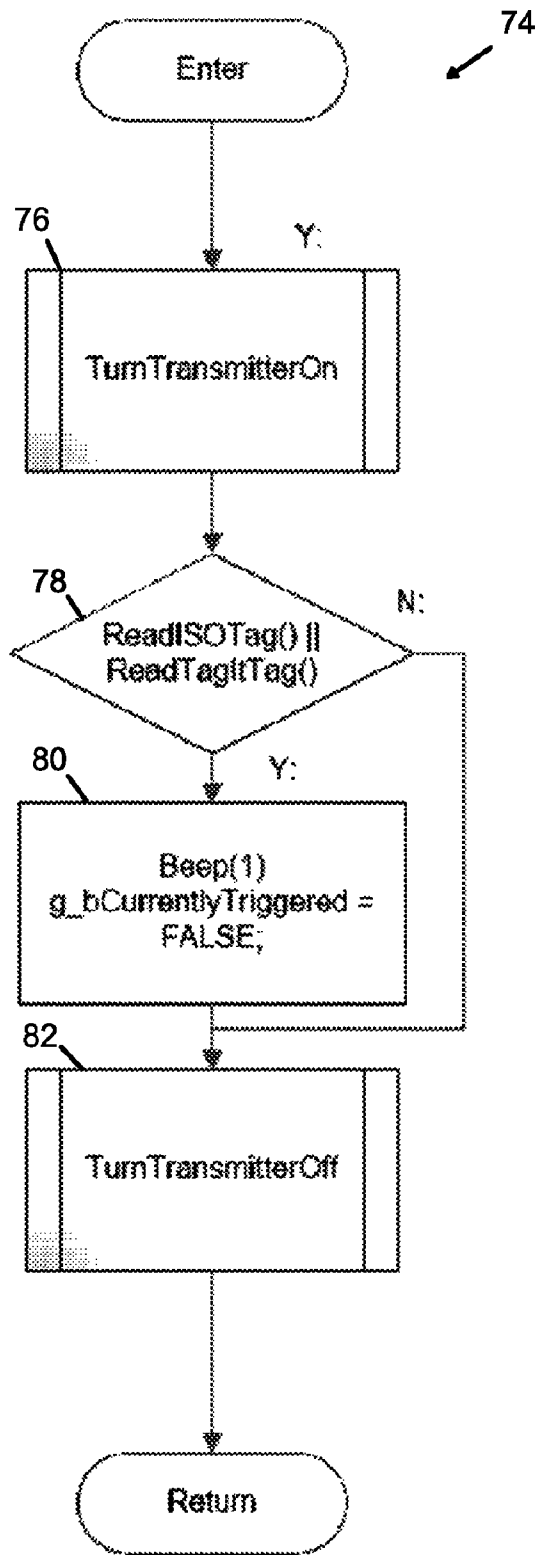 74
Enter
76
Y:
TurnTransmitterOn
78
N:
ReadISOTag() ||
ReadTagItTag()
80
Y:
Beep(1)
g_bCurrentlyTriggered =
FALSE;
82
TurnTransmitterOff
Return